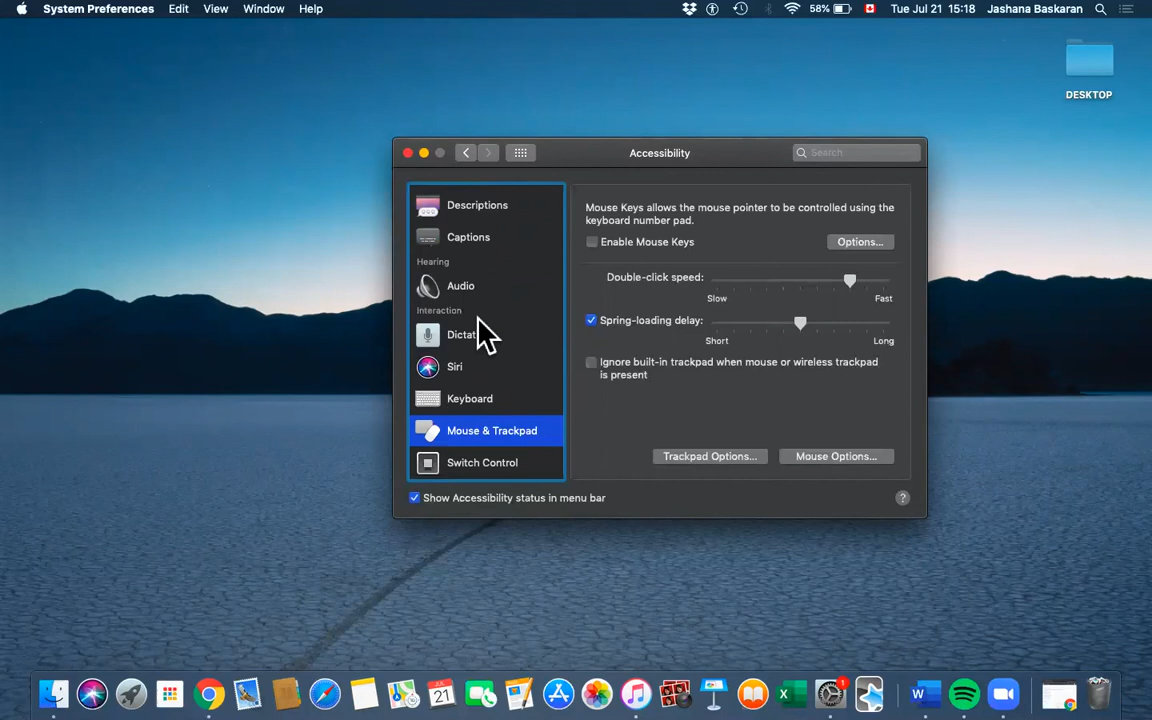 System Preferences Edit View Window Help 58% Tue Jul 21 15:18 Jashana Baskaran
DESKTOP
Accessibility
Search
Descriptions
Captions
Hearing
Audio
Interaction
Dictat
Siri
Keyboard
Mouse & Trackpad
Switch Control
Mouse Keys allows the mouse pointer to be controlled using the
keyboard number pad.
Enable Mouse Keys
Options...
Double-click speed:
Slow Fast
Spring-loading delay:
Short Long
Ignore built-in trackpad when mouse or wireless trackpad
is present
Trackpad Options... Mouse Options...
Show Accessibility status in menu bar
?
JUL
21
1